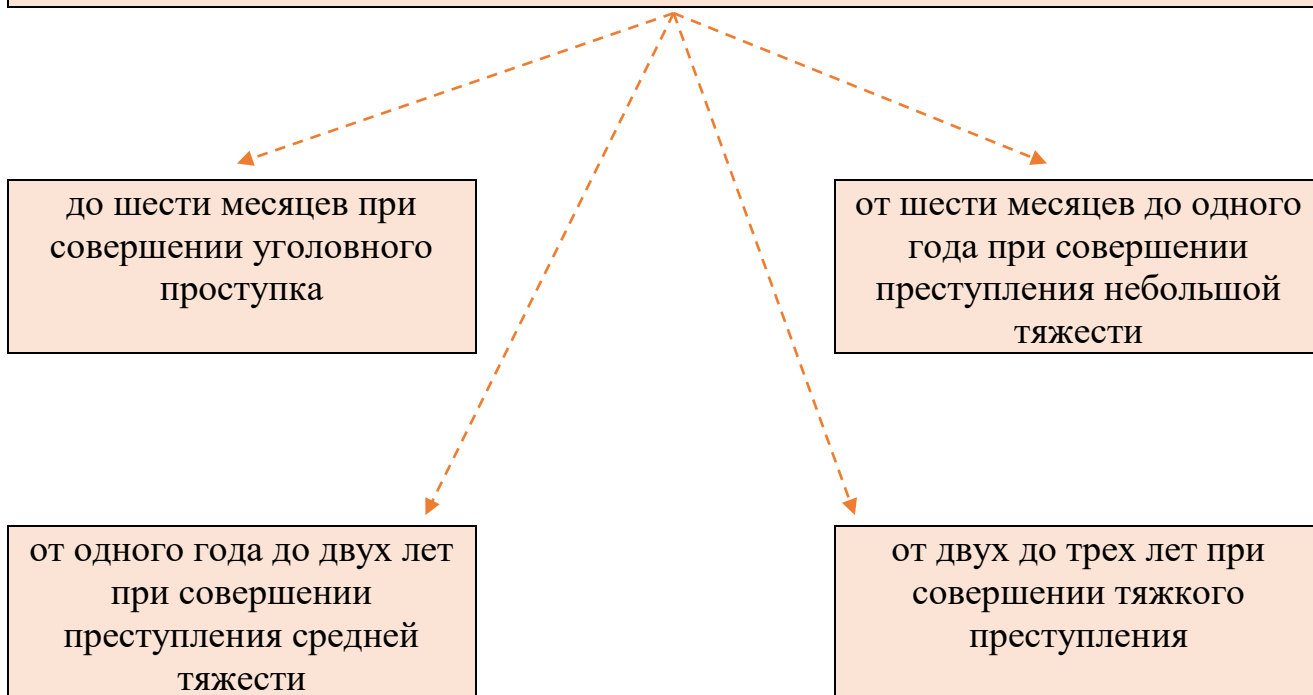 до шести месяцев при
совершении уголовного
проступка
от шести месяцев до одного
года при совершении
преступления небольшой
тяжести
от одного года до двух лет
при совершении
преступления средней
тяжести
от двух до трех лет при
совершении тяжкого
преступления